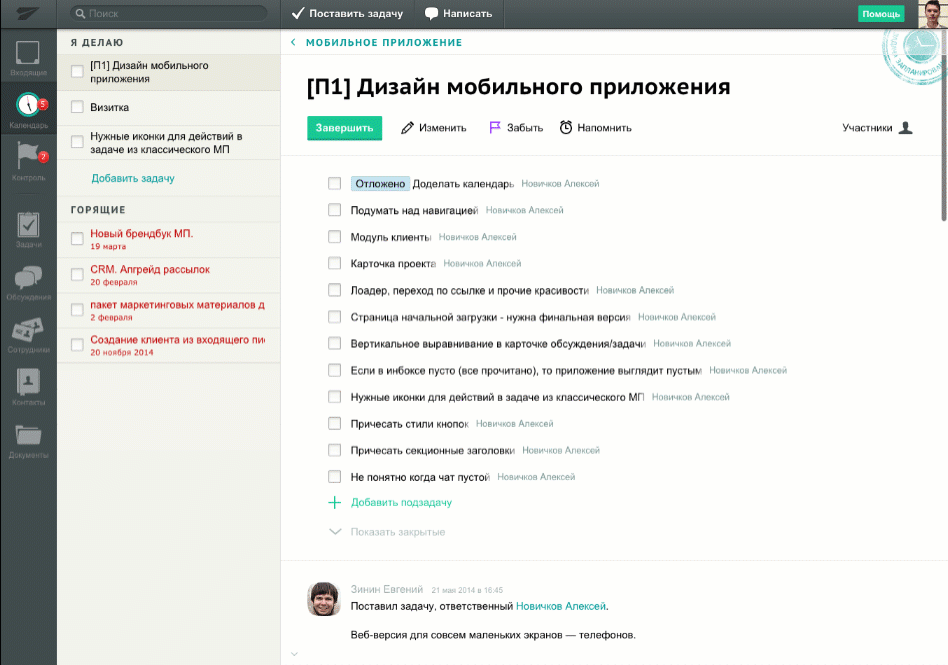 Поиск
Поставить задачу
Написать
Помощь
Входящие
Календарь
5
Контроль
2
Задачи
Обсуждения
Сотрудники
Контакты
Документы
Я ДЕЛАЮ
[П1] Дизайн мобильного
приложения
Визитка
Нужные иконки для действий в
задаче из классического МП
Добавить задачу
ГОРЯЩИЕ
Новый брендбук МП.
19 марта
CRM. Апгрейд рассылок
20 февраля
пакет маркетинговых материалов д
2 февраля
Создание клиента из входящего пи
20 ноября 2014
МОБИЛЬНОЕ ПРИЛОЖЕНИЕ
[П1] Дизайн мобильного приложения
Завершить
Изменить
Забыть
Напомнить
Участники
Отложено Доделать календарь Новичков Алексей
Подумать над навигацией Новичков Алексей
Модуль клиенты Новичков Алексей
Карточка проекта Новичков Алексей
Лоадер, переход по ссылке и прочие красивости Новичков Алексей
Страница начальной загрузки - нужна финальная версия Новичков Алексей
Вертикальное выравнивание в карточке обсуждения/задачи Новичков Алексей
Если в инбоксе пусто (все прочитано), то приложение выглядит пустым Новичков Алексей
Нужные иконки для действий в задаче из классического МП Новичков Алексей
Причесать стили кнопок Новичков Алексей
Причесать секционные заголовки Новичков Алексей
Не понятно когда чат пустой Новичков Алексей
Добавить подзадачу
Показать закрытые
Зинин Евгений 21 мая 2014 в 16:45
Поставил задачу, ответственный Новичков Алексей.
Веб-версия для совсем маленьких экранов — телефонов.